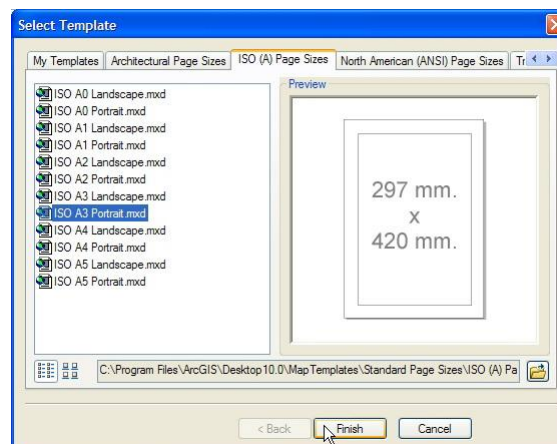 Select Template
My Templates Architectural Page Sizes ISO (A) Page Sizes North American (ANSI) Page Sizes Tr
ISO A0 Landscape.mxd
ISO A0 Portrait.mxd
ISO A1 Landscape.mxd
ISO A1 Portrait.mxd
ISO A2 Landscape.mxd
ISO A2 Portrait.mxd
ISO A3 Landscape.mxd
ISO A3 Portrait.mxd
ISO A4 Landscape.mxd
ISO A4 Portrait.mxd
ISO A5 Landscape.mxd
ISO A5 Portrait.mxd
Preview
297 mm.
x
420 mm.
C:\Program Files\ArcGIS\Desktop10.0\MapTemplates\Standard Page Sizes\ISO (A) Pa
< Back Finish Cancel